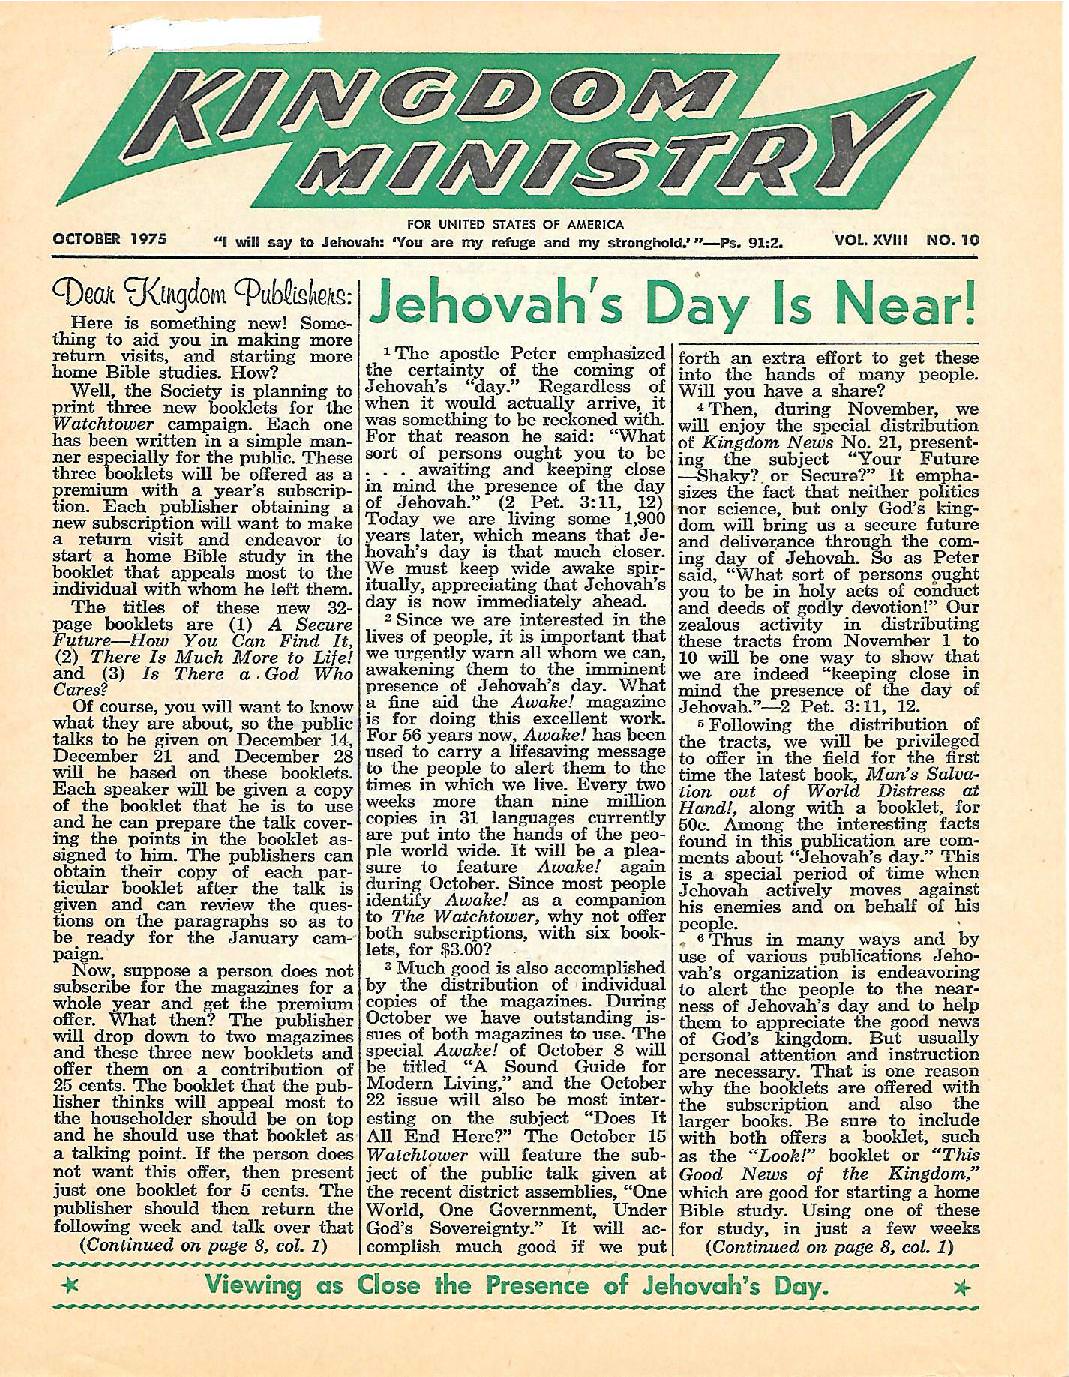 KINGDOM
MINISTRY
FOR UNITED STATES OF AMERICA
OCTOBER 1975 "I will say to Jehovah: 'You are my refuge and my stronghold.' "—Ps. 91:2. VOL. XVIII NO. 10
Dear Kingdom Publishers:
Here is something new! Some-
thing to aid you in making more
return visits, and starting more
home Bible studies. How?
Well, the Society is planning to
print three new booklets for the
Watchtower campaign. Each one
has been written in a simple man-
ner especially for the public. These
three booklets will be offered as a
premium with a year's subscrip-
tion. Each publisher obtaining a
new subscription will want to make
a return visit and endeavor to
start a home Bible study in the
booklet that appeals most to the
individual with whom he left them.
The titles of these new 32-
page booklets are (1) A Secure
Future—How You Can Find It,
(2) There Is Much More to Life!
and (3) Is There a God Who
Cares?
Of course, you will want to know
what they are about, so the public
talks to be given on December 14,
December 21 and December 28
will be based on these booklets.
Each speaker will be given a copy
of the booklet that he is to use
and he can prepare the talk cover-
ing the points in the booklet as-
signed to him. The publishers can
obtain their copy of each par-
ticular booklet after the talk is
given and can review the ques-
tions on the paragraphs so as to
be ready for the January cam-
paign.
Now, suppose a person does not
subscribe for the magazines for a
whole year and get the premium
offer. What then? The publisher
will drop down to two magazines
and these three new booklets and
offer them on a contribution of
25 cents. The booklet that the pub-
lisher thinks will appeal most to
the householder should be on top
and he should use that booklet as
a talking point. If the person does
not want this offer, then present
just one booklet for 5 cents. The
publisher should then return the
following week and talk over that
(Continued on page 8, col. 1)
Jehovah's Day Is Near!
1 The apostle Peter emphasized
the certainty of the coming of
Jehovah's "day." Regardless of
when it would actually arrive, it
was something to be reckoned with.
For that reason he said: "What
sort of persons ought you to be
. . . awaiting and keeping close
in mind the presence of the day
of Jehovah." (2 Pet. 3:11, 12)
Today we are living some 1,900
years later, which means that Je-
hovah's day is that much closer.
We must keep wide awake spir-
itually, appreciating that Jehovah's
day is now immediately ahead.
2 Since we are interested in the
lives of people, it is important that
we urgently warn all whom we can,
awakening them to the imminent
presence of Jehovah's day. What
a fine aid the Awake! magazine
is for doing this excellent work.
For 56 years now, Awake! has been
used to carry a lifesaving message
to the people to alert them to the
times in which we live. Every two
weeks more than nine million
copies in 31 languages currently
are put into the hands of the peo-
ple world wide. It will be a plea-
sure to feature Awake! again
during October. Since most people
identify Awake! as a companion
to The Watchtower, why not offer
both subscriptions, with six book-
lets, for $3.00?
3 Much good is also accomplished
by the distribution of individual
copies of the magazines. During
October we have outstanding is-
sues of both magazines to use. The
special Awake! of October 8 will
be titled "A Sound Guide for
Modern Living," and the October
22 issue will also be most inter-
esting on the subject "Does It
All End Here?" The October 15
Watchtower will feature the sub-
ject of the public talk given at
the recent district assemblies, "One
World, One Government, Under
God's Sovereignty." It will ac-
complish much good if we put
forth an extra effort to get these
into the hands of many people.
Will you have a share?
4 Then, during November, we
will enjoy the special distribution
of Kingdom News No. 21, present-
ing the subject "Your Future
—Shaky? or Secure?" It empha-
sizes the fact that neither politics
nor science, but only God's king-
dom will bring us a secure future
and deliverance through the com-
ing day of Jehovah. So as Peter
said, "What sort of persons ought
you to be in holy acts of conduct
and deeds of godly devotion!" Our
zealous activity in distributing
these tracts from November 1 to
10 will be one way to show that
we are indeed "keeping close in
mind the presence of the day of
Jehovah."—2 Pet. 3:11, 12.
5 Following the distribution of
the tracts, we will be privileged
to offer in the field for the first
time the latest book, Man's Salva-
tion out of World Distress at
Hand!, along with a booklet, for
50c. Among the interesting facts
found in this publication are com-
ments about "Jehovah's day." This
is a special period of time when
Jehovah actively moves against
his enemies and on behalf of his
people.
6 Thus in many ways and by
use of various publications Jeho-
vah's organization is endeavoring
to alert the people to the near-
ness of Jehovah's day and to help
them to appreciate the good news
of God's kingdom. But usually
personal attention and instruction
are necessary. That is one reason
why the booklets are offered with
the subscription and also the
larger books. Be sure to include
with both offers a booklet, such
as the "Look!" booklet or "This
Good News of the Kingdom,"
which are good for starting a home
Bible study. Using one of these
for study, in just a few weeks
(Continued on page 8, col. 1)
Viewing as Close the Presence of Jehovah's Day.